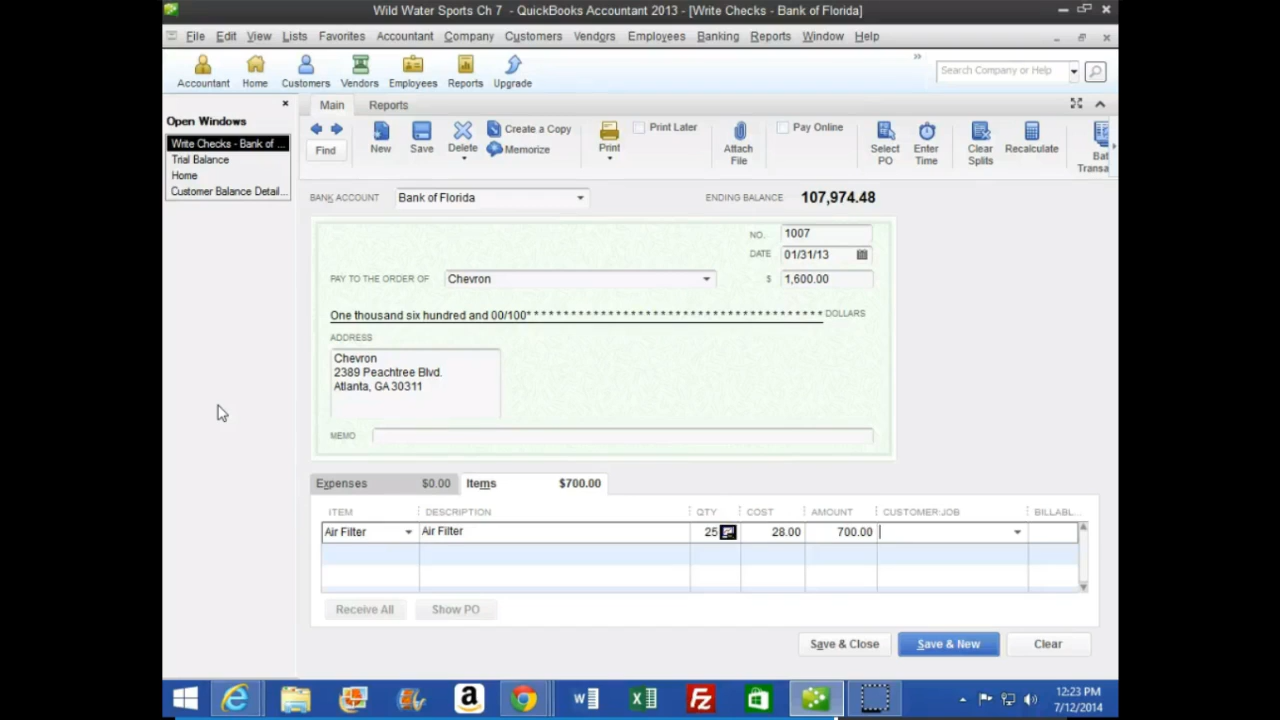 Wild Water Sports Ch 7 - QuickBooks Accountant 2013 - [Write Checks - Bank of Florida]
File Edit View Lists Favorites Accountant Company Customers Vendors Employees Banking Reports Window Help
Accountant Home Customers Vendors Employees Reports Upgrade
Search Company or Help
Open Windows
Write Checks - Bank of ...
Trial Balance
Home
Customer Balance Detail...
Main Reports
Find
New
Save
Delete
Create a Copy
Memorize
Print
Print Later
Attach
File
Pay Online
Select
PO
Enter
Time
Clear
Splits
Recalculate
Bat
Transa
BANK ACCOUNT Bank of Florida ENDING BALANCE 107,974.48
NO. 1007
DATE 01/31/13
PAY TO THE ORDER OF Chevron $ 1,600.00
One thousand six hundred and 00/100* * * * * * * * * * * * * * * * * * * * * * * * * * * * * * * * * * * * * * * * DOLLARS
ADDRESS
Chevron
2389 Peachtree Blvd.
Atlanta, GA 30311
MEMO
Expenses $0.00 Items $700.00
ITEM DESCRIPTION QTY COST AMOUNT CUSTOMER:JOB BILLABL...
Air Filter Air Filter 25 28.00 700.00
Receive All Show PO
Save & Close Save & New Clear
12:23 PM
7/12/2014